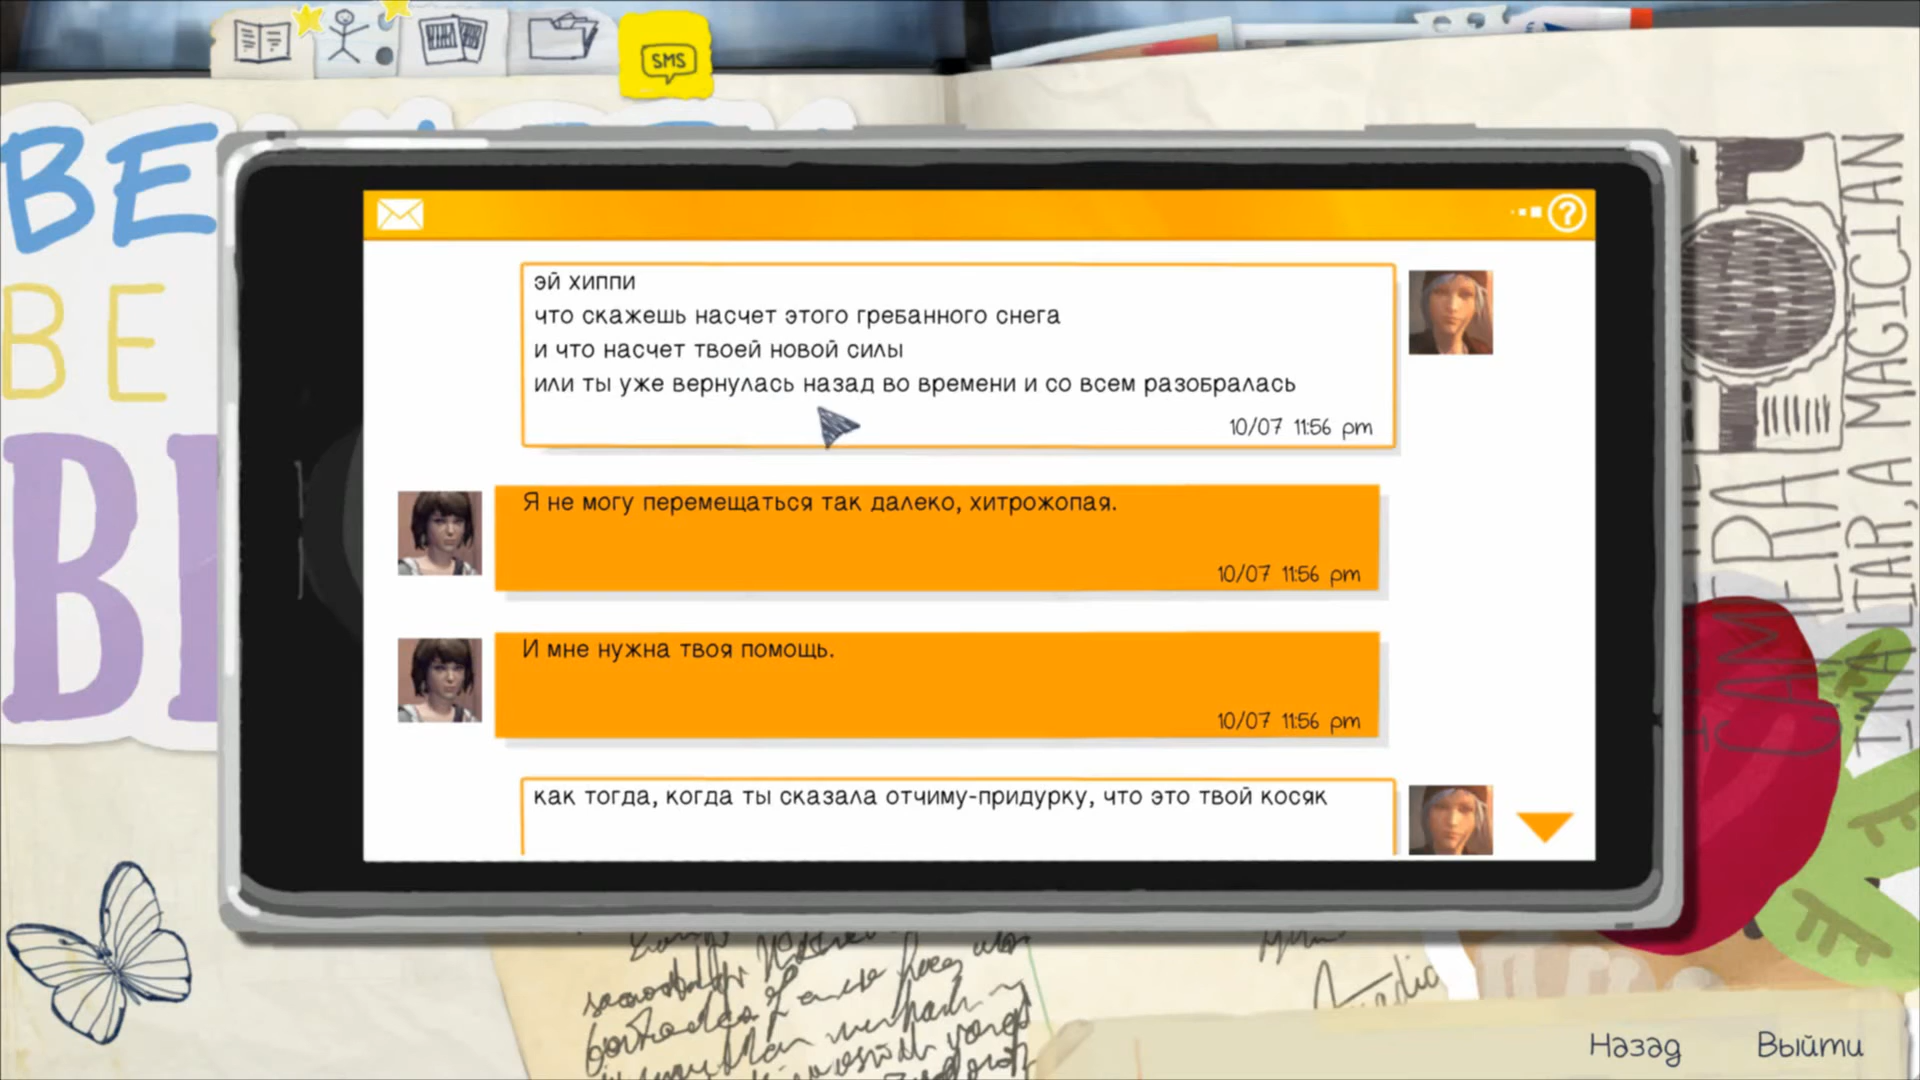 SMS
BE
BE
эй хиппи
что скажешь насчет этого гребанного снега
и что насчет твоей новой силы
или ты уже вернулась назад во времени и со всем разобралась
10/07 11:56 pm
Я не могу перемещаться так далеко, хитрожопая.
10/07 11:56 pm
И мне нужна твоя помощь.
10/07 11:56 pm
как тогда, когда ты сказала отчиму-придурку, что это твой косяк
CAMERA
I'M A LIAR, A MAGICIAN
Назад
Выйти